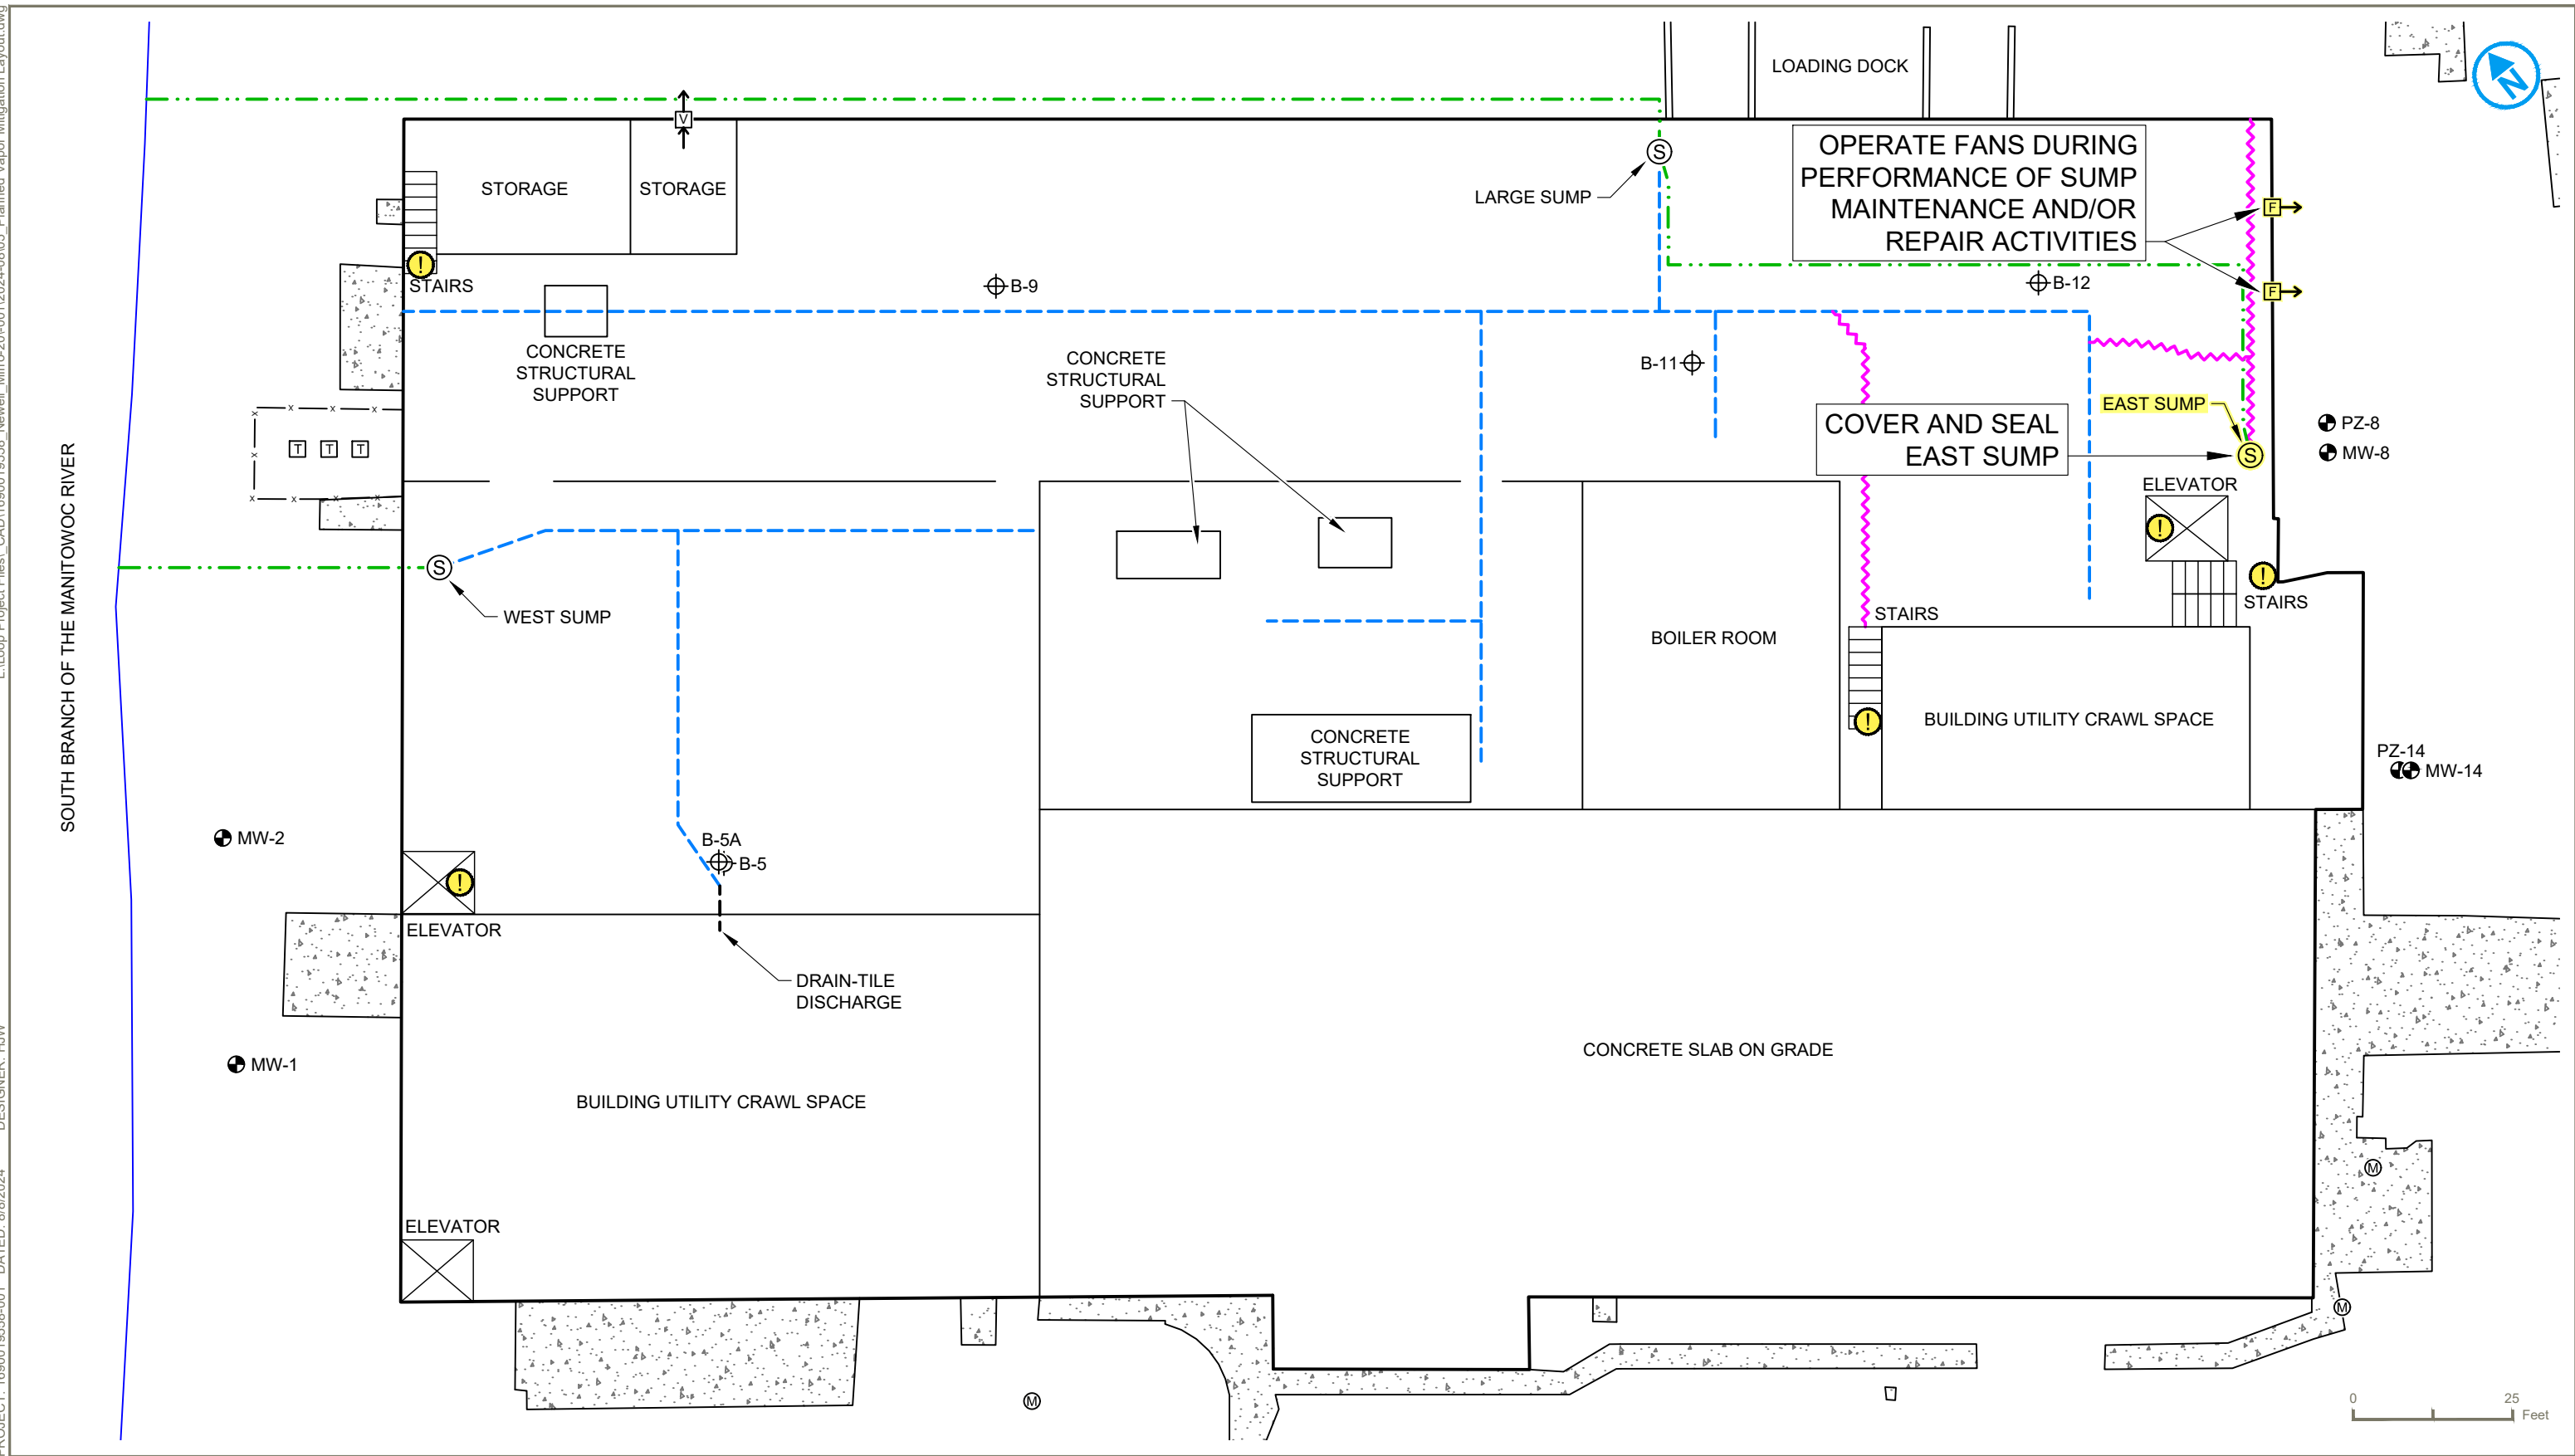 LOADING DOCK
N
V
OPERATE FANS DURING
PERFORMANCE OF SUMP
MAINTENANCE AND/OR
REPAIR ACTIVITIES
S
LARGE SUMP
STORAGE
STORAGE
F
F
!
STAIRS
B-9
B-12
CONCRETE
STRUCTURAL
SUPPORT
CONCRETE
STRUCTURAL
SUPPORT
B-11
EAST SUMP
COVER AND SEAL
EAST SUMP
S
PZ-8
MW-8
x x x
x
x
x x x x
T T T
ELEVATOR
!
SOUTH BRANCH OF THE MANITOWOC RIVER
S
WEST SUMP
!
STAIRS
STAIRS
!
BOILER ROOM
BUILDING UTILITY CRAWL SPACE
CONCRETE
STRUCTURAL
SUPPORT
PZ-14
MW-14
MW-2
B-5A
B-5
!
ELEVATOR
DRAIN-TILE
DISCHARGE
MW-1
CONCRETE SLAB ON GRADE
BUILDING UTILITY CRAWL SPACE
M
ELEVATOR
M
M
0 25
Feet